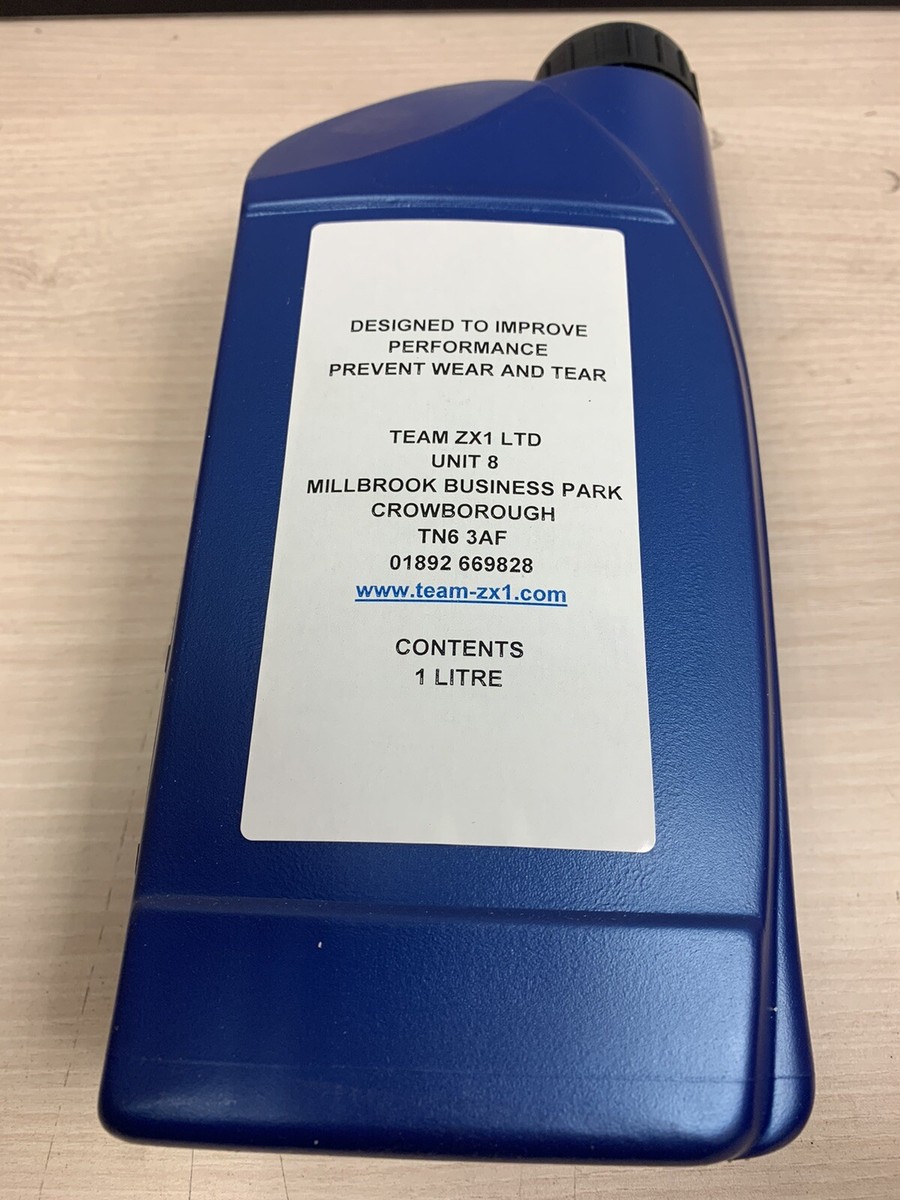 DESIGNED TO IMPROVE
PERFORMANCE
PREVENT WEAR AND TEAR
TEAM ZX1 LTD
UNIT 8
MILLBROOK BUSINESS PARK
CROWBOROUGH
TN6 3AF
01892 669828
www.team-zx1.com
CONTENTS
1 LITRE